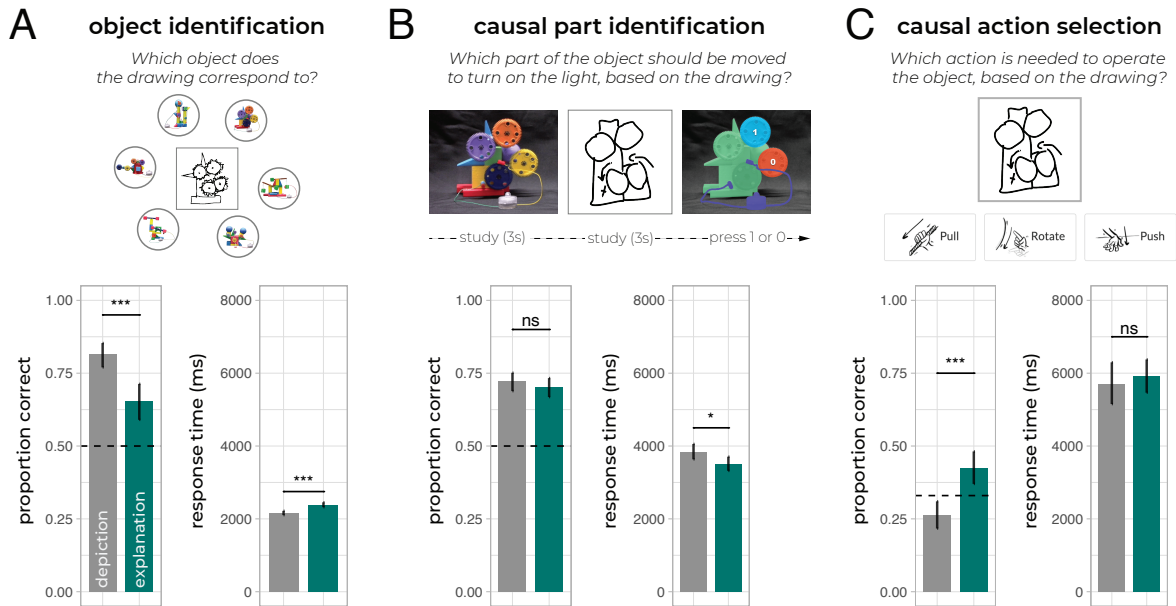 A object identification
Which object does
the drawing correspond to?
proportion correct
1.00
0.75
0.50
0.25
0.00
***
depiction
explanation
response time (ms)
8000
6000
4000
2000
0
***
B causal part identification
Which part of the object should be moved
to turn on the light, based on the drawing?
1
0
study (3s)
study (3s)
press 1 or 0
proportion correct
1.00
0.75
0.50
0.25
0.00
ns
response time (ms)
8000
6000
4000
2000
0
*
C causal action selection
Which action is needed to operate
the object, based on the drawing?
Pull
Rotate
Push
proportion correct
1.00
0.75
0.50
0.25
0.00
***
response time (ms)
8000
6000
4000
2000
0
ns